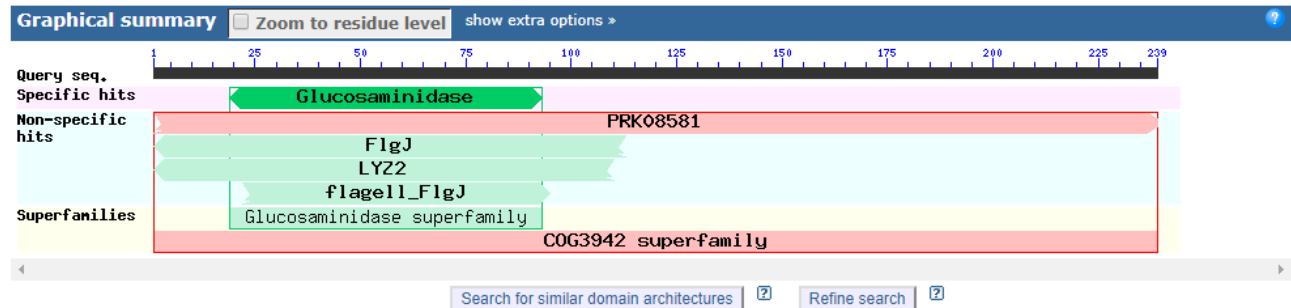 Graphical summary Zoom to residue level show extra options » ?
1 25 50 75 100 125 150 175 200 225 239
Query seq.
Specific hits Glucosaminidase
Non-specific hits PRK08581
FlgJ
LYZ2
flagell_FlgJ
Superfamilies Glucosaminidase superfamily
COG3942 superfamily
Search for similar domain architectures ? Refine search ?